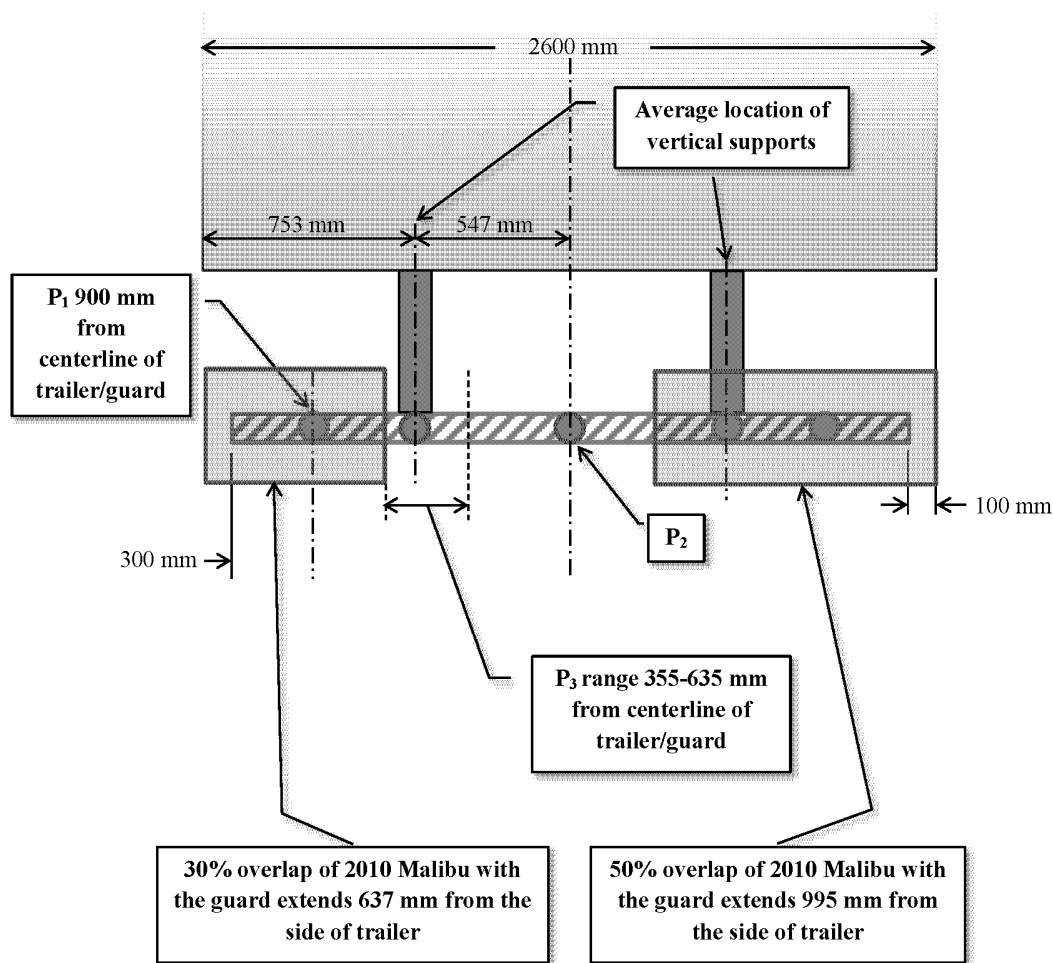 2600 mm
Average location of
vertical supports
753 mm
547 mm
P₁ 900 mm
from
centerline of
trailer/guard
100 mm
P₂
300 mm
P₃ range 355-635 mm
from centerline of
trailer/guard
30% overlap of 2010 Malibu with
the guard extends 637 mm from the
side of trailer
50% overlap of 2010 Malibu with
the guard extends 995 mm from
the side of trailer